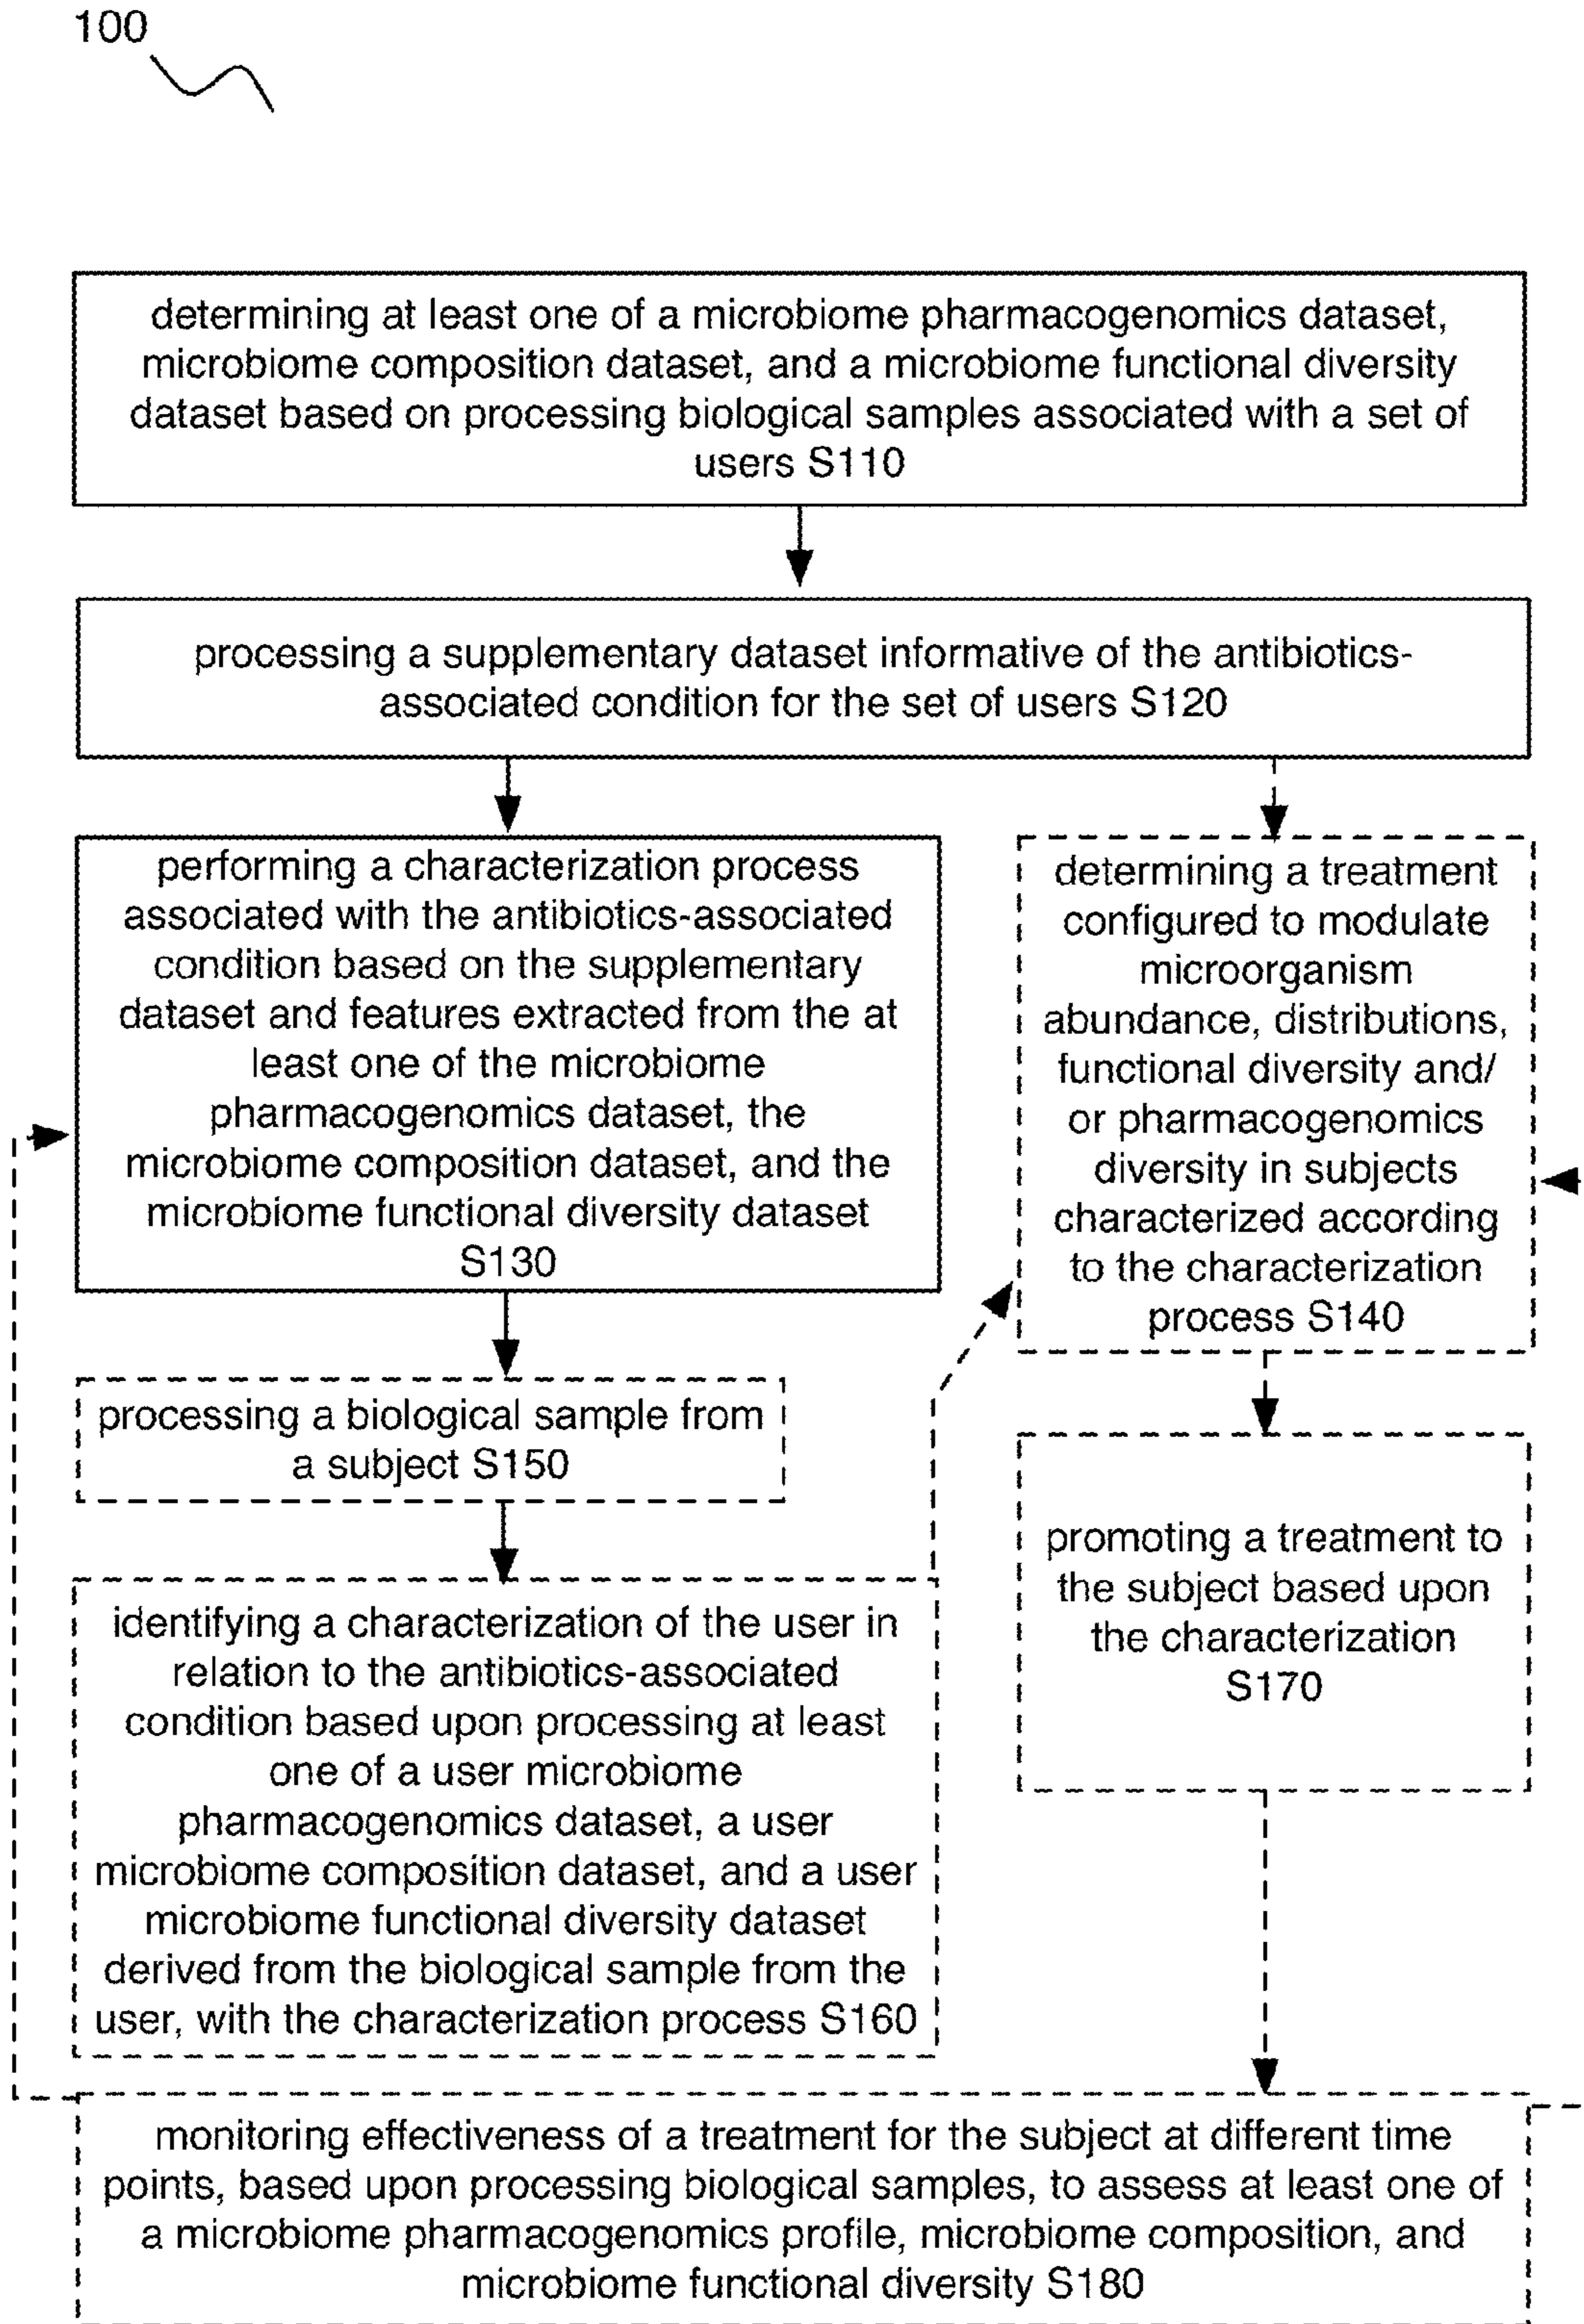 100
determining at least one of a microbiome pharmacogenomics dataset,
microbiome composition dataset, and a microbiome functional diversity
dataset based on processing biological samples associated with a set of
users S110
processing a supplementary dataset informative of the antibiotics-
associated condition for the set of users S120
performing a characterization process
associated with the antibiotics-associated
condition based on the supplementary
dataset and features extracted from the at
least one of the microbiome
pharmacogenomics dataset, the
microbiome composition dataset, and the
microbiome functional diversity dataset
S130
determining a treatment
configured to modulate
microorganism
abundance, distributions,
functional diversity and/
or pharmacogenomics
diversity in subjects
characterized according
to the characterization
process S140
processing a biological sample from
a subject S150
identifying a characterization of the user in
relation to the antibiotics-associated
condition based upon processing at least
one of a user microbiome
pharmacogenomics dataset, a user
microbiome composition dataset, and a user
microbiome functional diversity dataset
derived from the biological sample from the
user, with the characterization process S160
promoting a treatment to
the subject based upon
the characterization
S170
monitoring effectiveness of a treatment for the subject at different time
points, based upon processing biological samples, to assess at least one of
a microbiome pharmacogenomics profile, microbiome composition, and
microbiome functional diversity S180